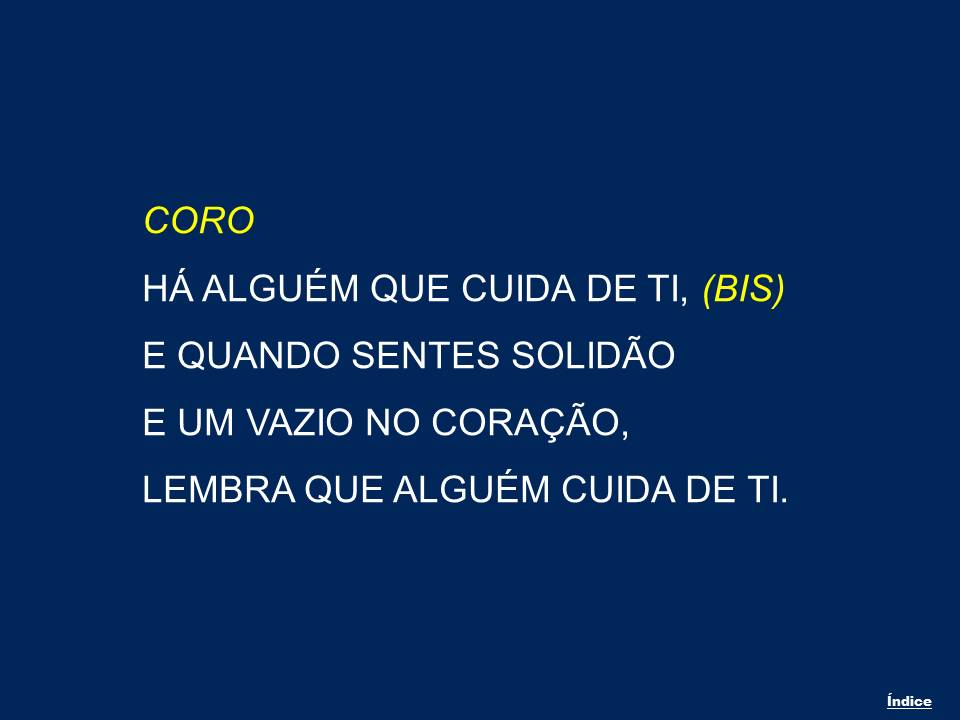 CORO
HÁ ALGUÉM QUE CUIDA DE TI, (BIS)
E QUANDO SENTES SOLIDÃO
E UM VAZIO NO CORAÇÃO,
LEMBRA QUE ALGUÉM CUIDA DE TI.
Índice